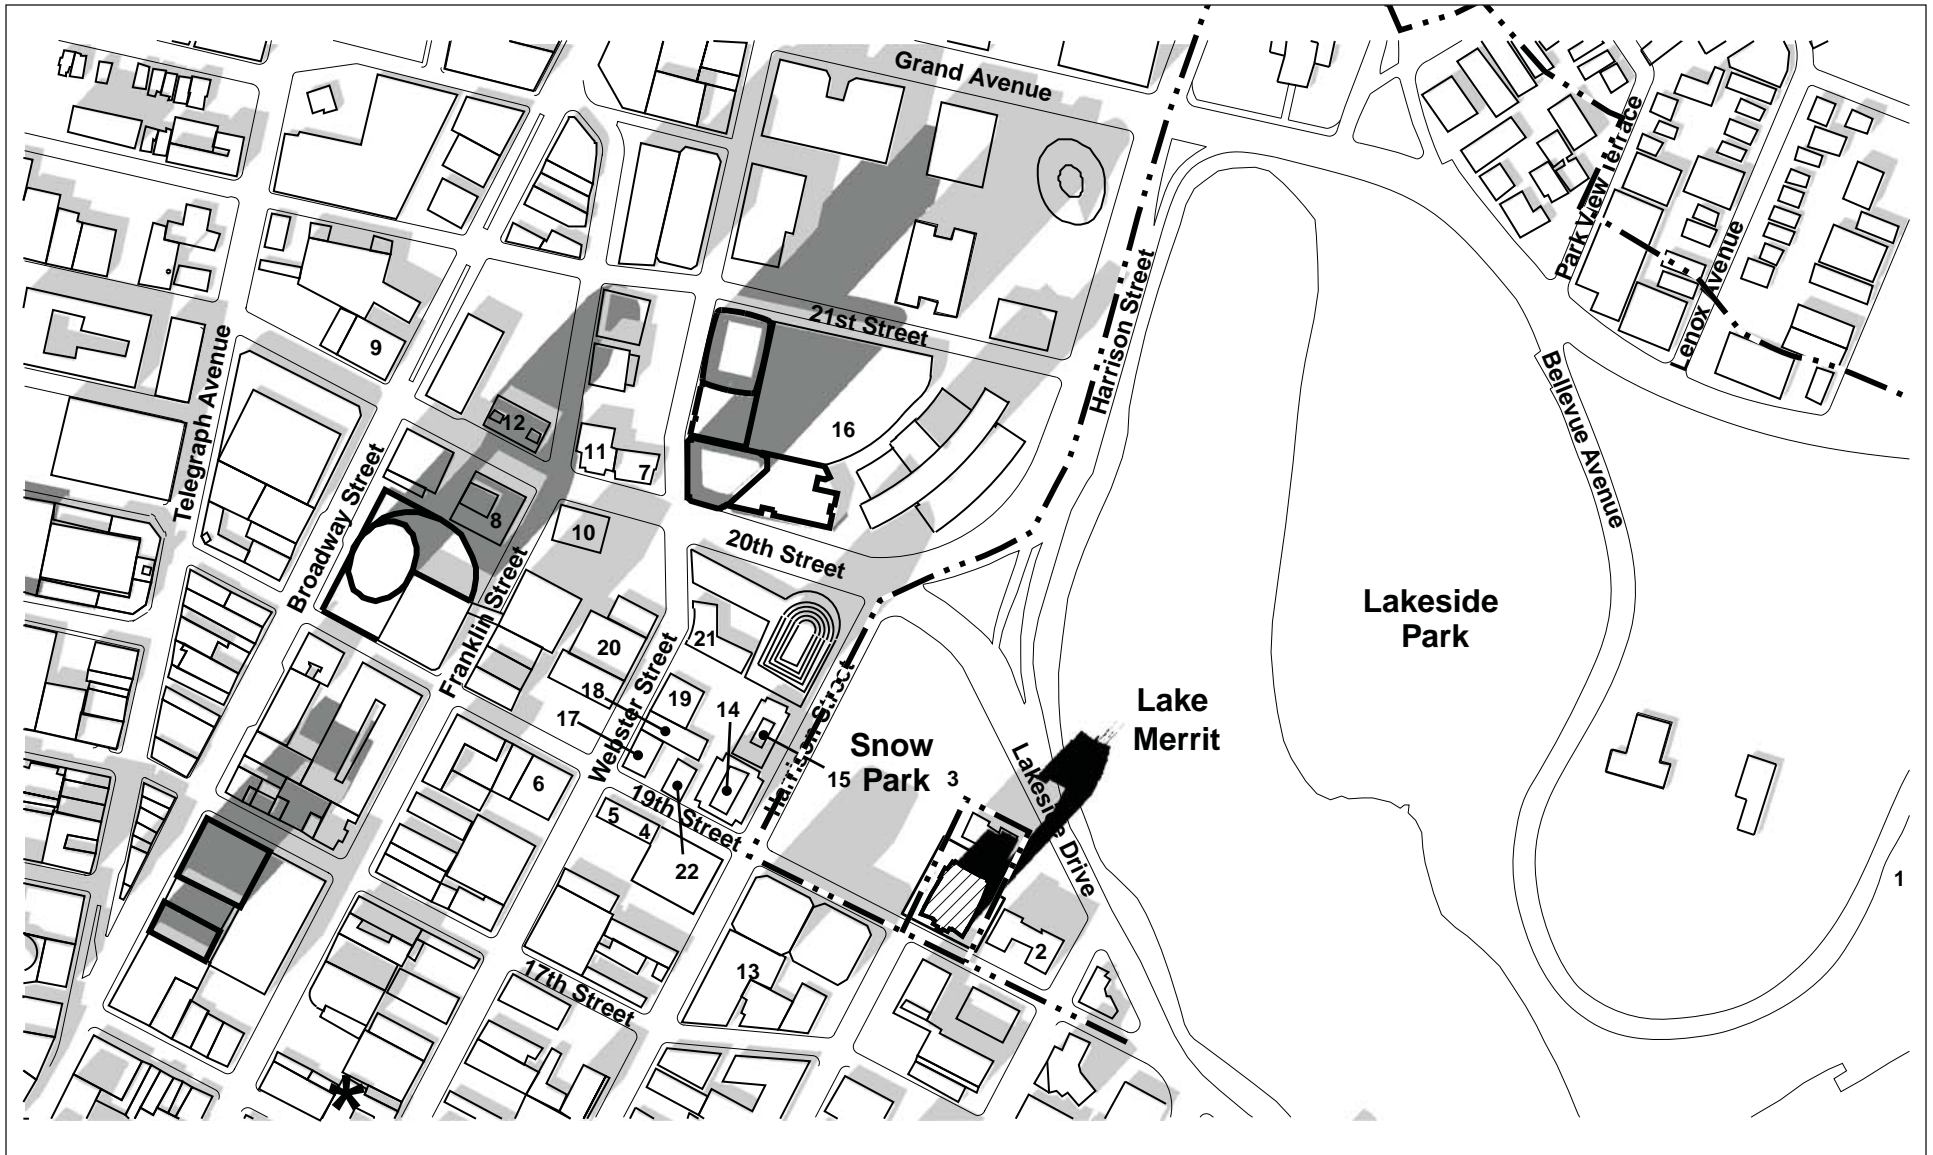 Grand Avenue
Park View Terrace
Lenox Avenue
Harrison Street
21st Street
Telegraph Avenue
9
12
11
7
16
Bellevue Avenue
Broadway Street
8
10
20th Street
Franklin Street
Lakeside
Park
21
20
Webster Street
18
19
14
17
Harrison Street
Lake
Merrit
Snow
Park
15
3
Lakeside Drive
6
19th Street
5
4
22
1
2
13
17th Street
*